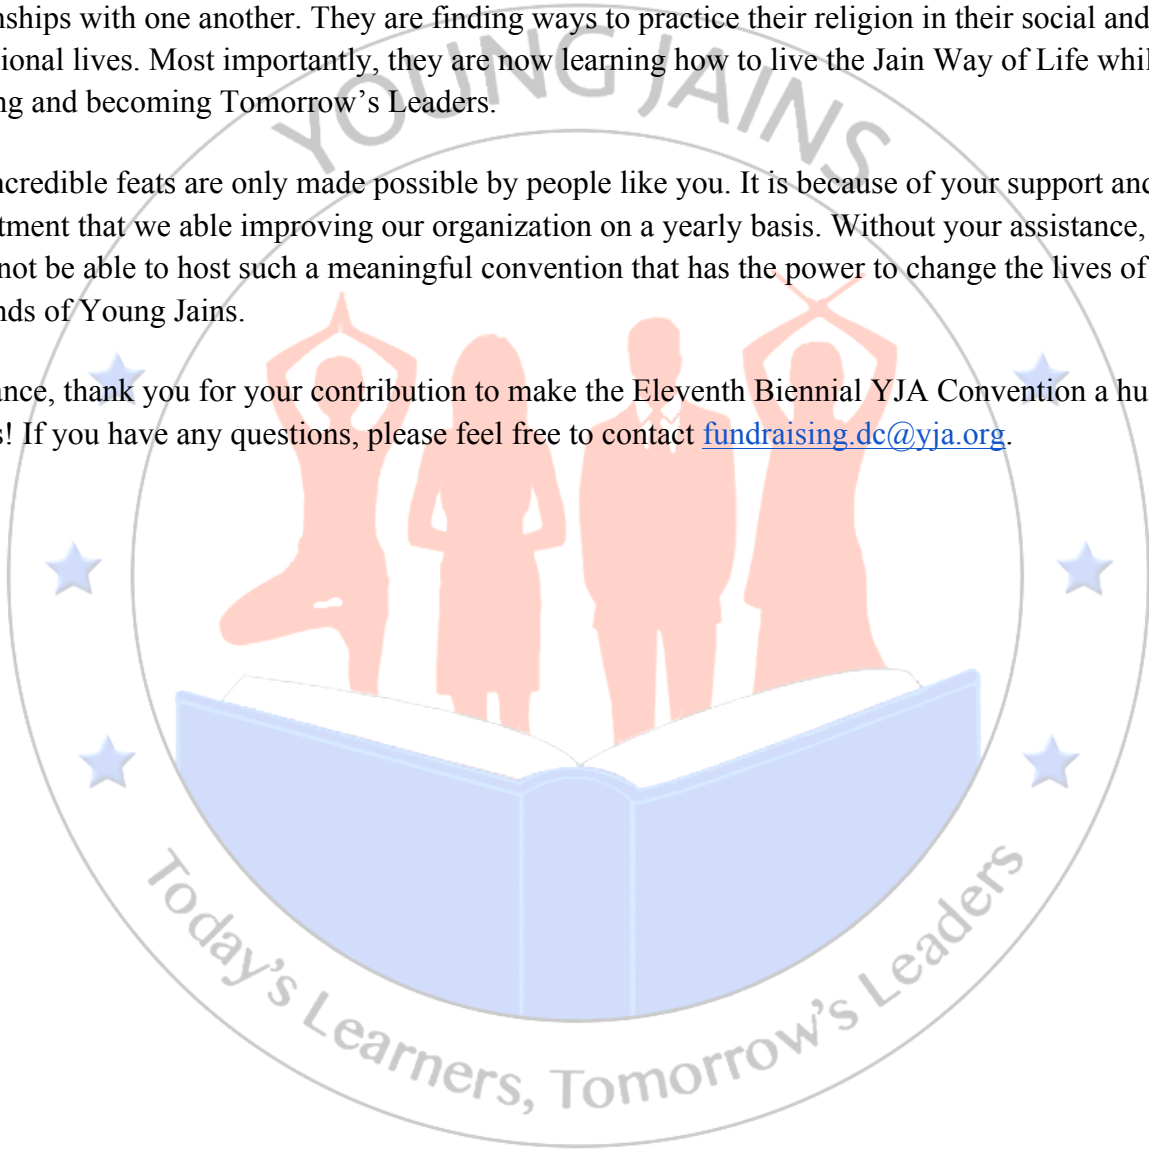 nships with one another. They are finding ways to practice their religion in their social and
ional lives. Most importantly, they are now learning how to live the Jain Way of Life whil
ng and becoming Tomorrow's Leaders.
ncredible feats are only made possible by people like you. It is because of your support and
tment that we able improving our organization on a yearly basis. Without your assistance,
not be able to host such a meaningful convention that has the power to change the lives of
nds of Young Jains.
ance, thank you for your contribution to make the Eleventh Biennial YJA Convention a hu
s! If you have any questions, please feel free to contact fundraising.dc@yja.org.
YOUNG JAINS
Today's Learners, Tomorrow's Leaders